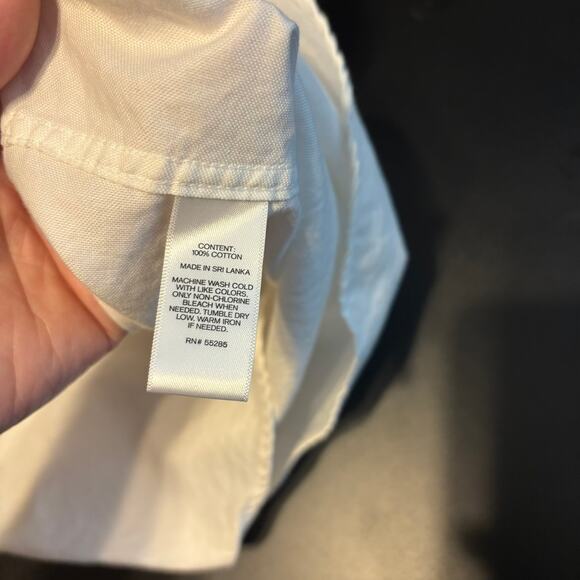 CONTENT:
100% COTTON
MADE IN SRI LANKA
MACHINE WASH COLD
WITH LIKE COLORS.
ONLY NON-CHLORINE
BLEACH WHEN
NEEDED. TUMBLE DRY
LOW. WARM IRON
IF NEEDED.
RN# 55285